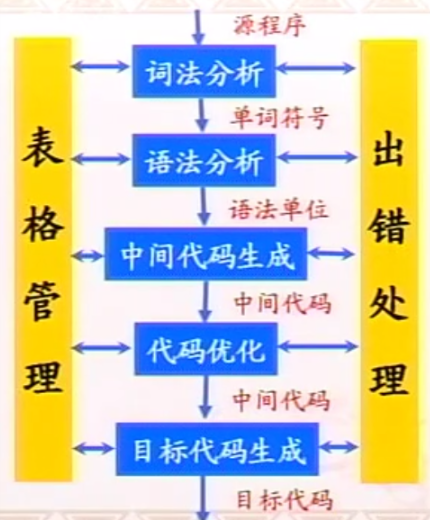 源程序
词法分析
单词符号
语法分析
语法单位
中间代码生成
中间代码
代码优化
中间代码
目标代码生成
目标代码
表格管理
出错处理